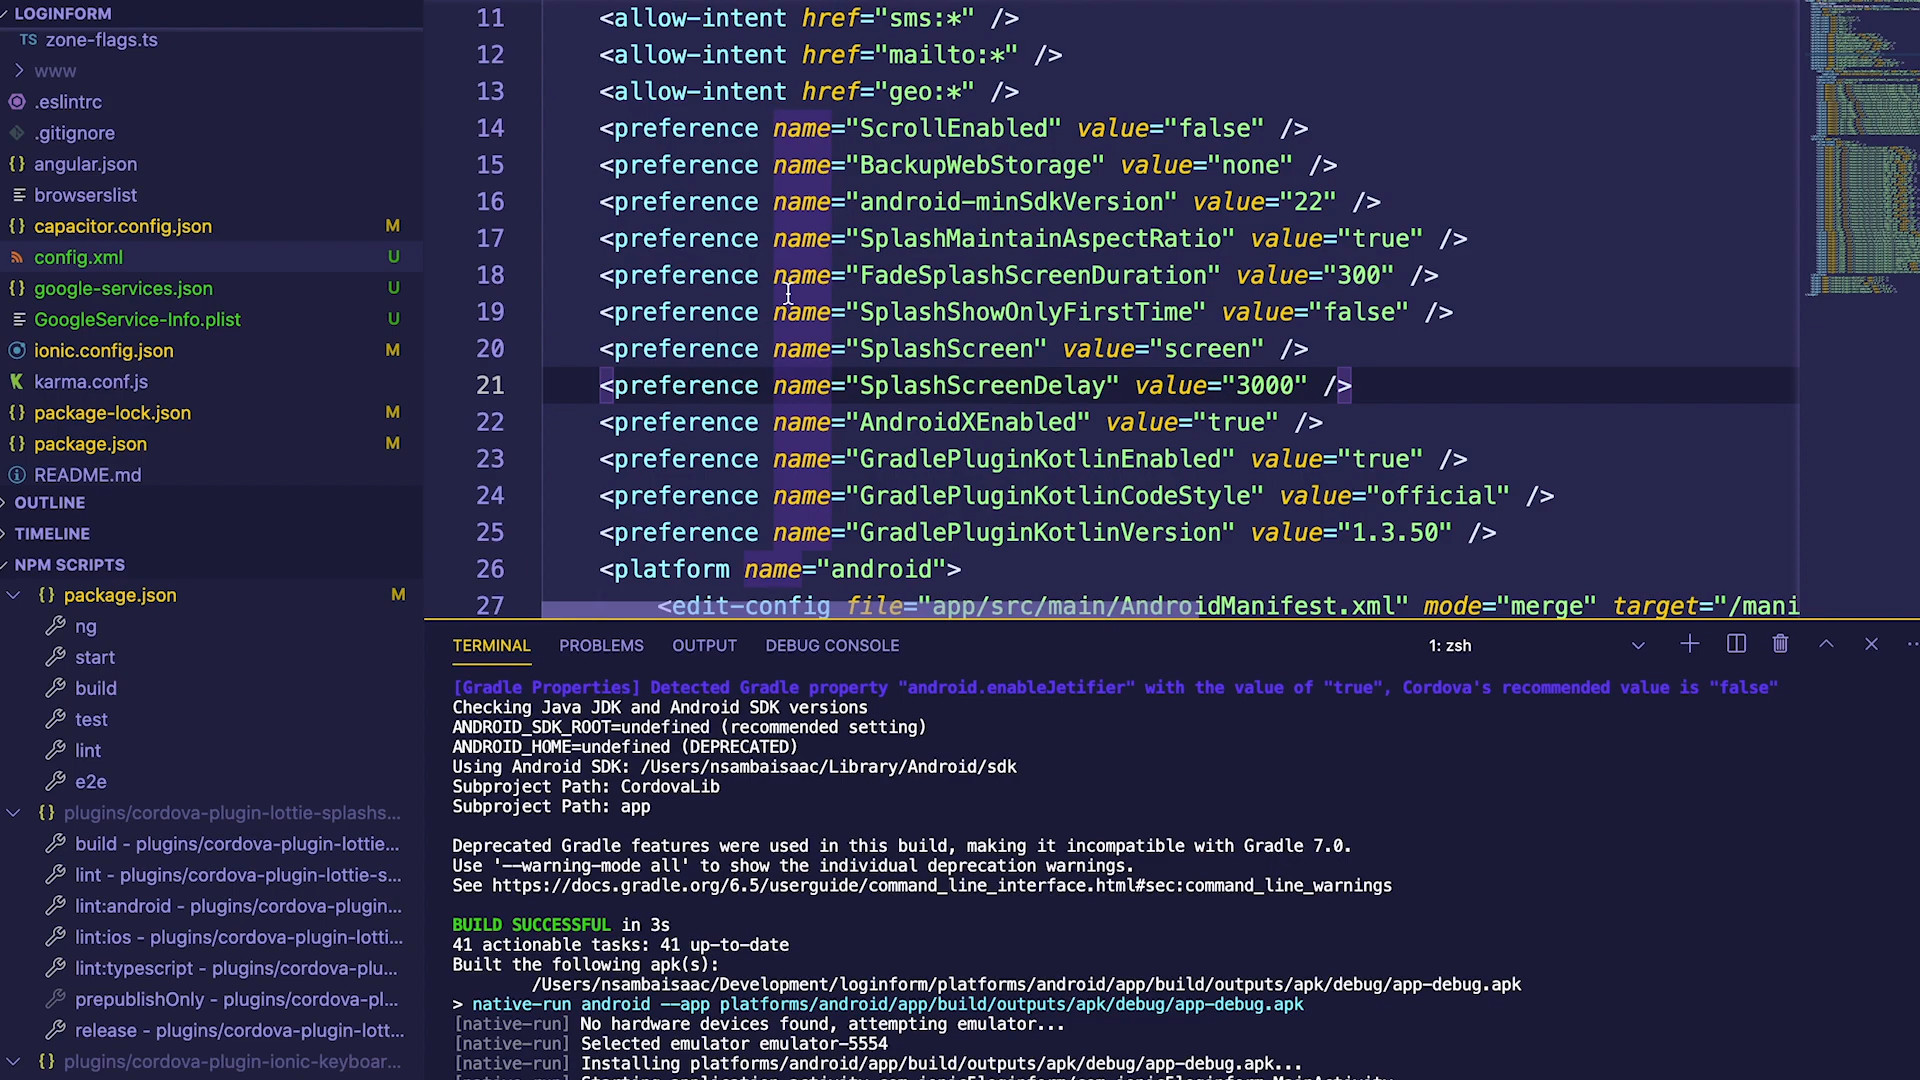 LOGINFORM
TS zone-flags.ts
www
.eslintrc
.gitignore
{} angular.json
browserslist
{} capacitor.config.json M
config.xml U
{} google-services.json U
GoogleService-Info.plist U
ionic.config.json M
karma.conf.js
{} package-lock.json M
{} package.json M
README.md
OUTLINE
TIMELINE
NPM SCRIPTS
{} package.json M
ng
start
build
test
lint
e2e
{} plugins/cordova-plugin-lottie-splashs...
build - plugins/cordova-plugin-lottie...
lint - plugins/cordova-plugin-lottie-s...
lint:android - plugins/cordova-plugin...
lint:ios - plugins/cordova-plugin-lotti...
lint:typescript - plugins/cordova-plu...
prepublishOnly - plugins/cordova-pl...
release - plugins/cordova-plugin-lott...
{} plugins/cordova-plugin-ionic-keyboar...
11 <allow-intent href="sms:*" />
12 <allow-intent href="mailto:*" />
13 <allow-intent href="geo:*" />
14 <preference name="ScrollEnabled" value="false" />
15 <preference name="BackupWebStorage" value="none" />
16 <preference name="android-minSdkVersion" value="22" />
17 <preference name="SplashMaintainAspectRatio" value="true" />
18 <preference name="FadeSplashScreenDuration" value="300" />
19 <preference name="SplashShowOnlyFirstTime" value="false" />
20 <preference name="SplashScreen" value="screen" />
21 <preference name="SplashScreenDelay" value="3000" />
22 <preference name="AndroidXEnabled" value="true" />
23 <preference name="GradlePluginKotlinEnabled" value="true" />
24 <preference name="GradlePluginKotlinCodeStyle" value="official" />
25 <preference name="GradlePluginKotlinVersion" value="1.3.50" />
26 <platform name="android">
27 <edit-config file="app/src/main/AndroidManifest.xml" mode="merge" target="/mani
TERMINAL PROBLEMS OUTPUT DEBUG CONSOLE 1: zsh
[Gradle Properties] Detected Gradle property "android.enableJetifier" with the value of "true", Cordova's recommended value is "false"
Checking Java JDK and Android SDK versions
ANDROID_SDK_ROOT=undefined (recommended setting)
ANDROID_HOME=undefined (DEPRECATED)
Using Android SDK: /Users/nsambaisaac/Library/Android/sdk
Subproject Path: CordovaLib
Subproject Path: app
Deprecated Gradle features were used in this build, making it incompatible with Gradle 7.0.
Use '--warning-mode all' to show the individual deprecation warnings.
See https://docs.gradle.org/6.5/userguide/command_line_interface.html#sec:command_line_warnings
BUILD SUCCESSFUL in 3s
41 actionable tasks: 41 up-to-date
Built the following apk(s):
/Users/nsambaisaac/Development/loginform/platforms/android/app/build/outputs/apk/debug/app-debug.apk
> native-run android --app platforms/android/app/build/outputs/apk/debug/app-debug.apk
[native-run] No hardware devices found, attempting emulator...
[native-run] Selected emulator emulator-5554
[native-run] Installing platforms/android/app/build/outputs/apk/debug/app-debug.apk...